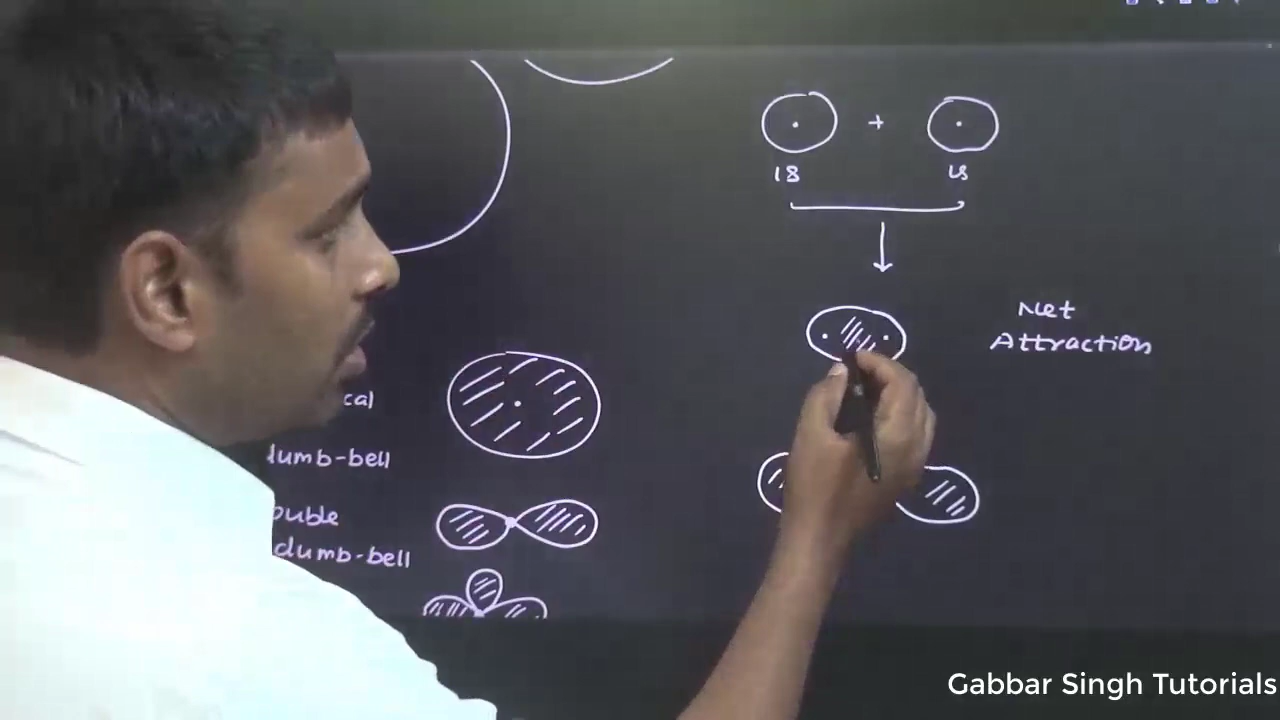 1s
+
1s
Net
Attraction
cal
dumb-bell
ouble
dumb-bell
Gabbar Singh Tutorials